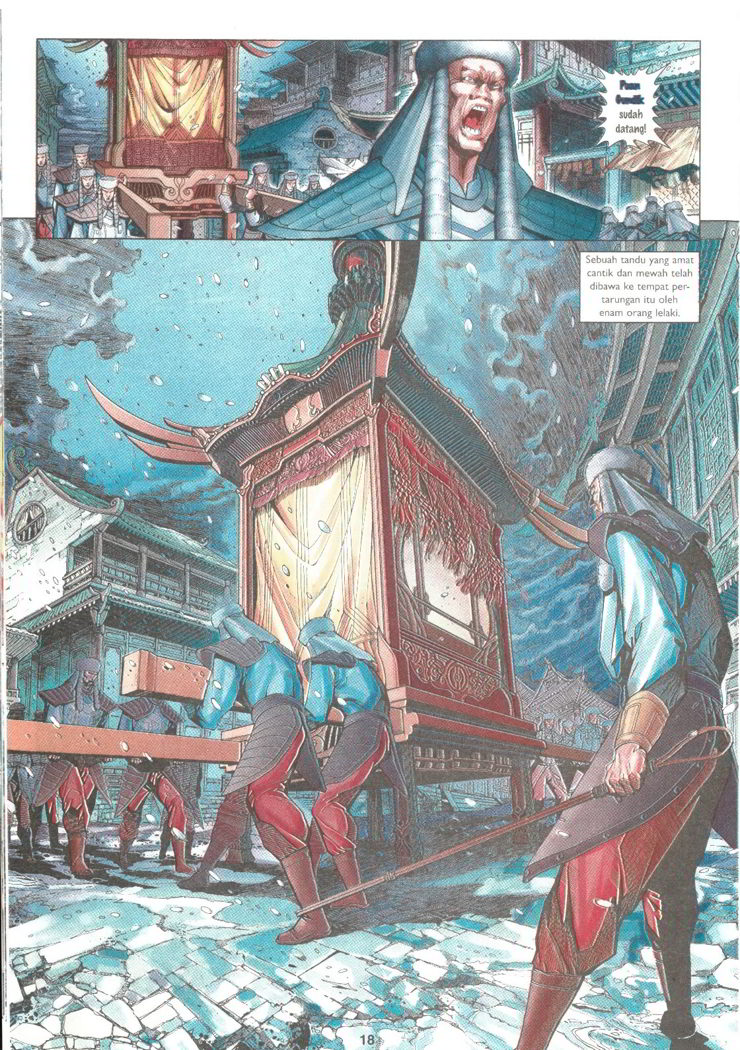 Puan
sudah
datang!
Sebuah tandu yang amat
cantik dan mewah telah
dibawa ke tempat per-
tarungan itu oleh
enam orang lelaki.
18